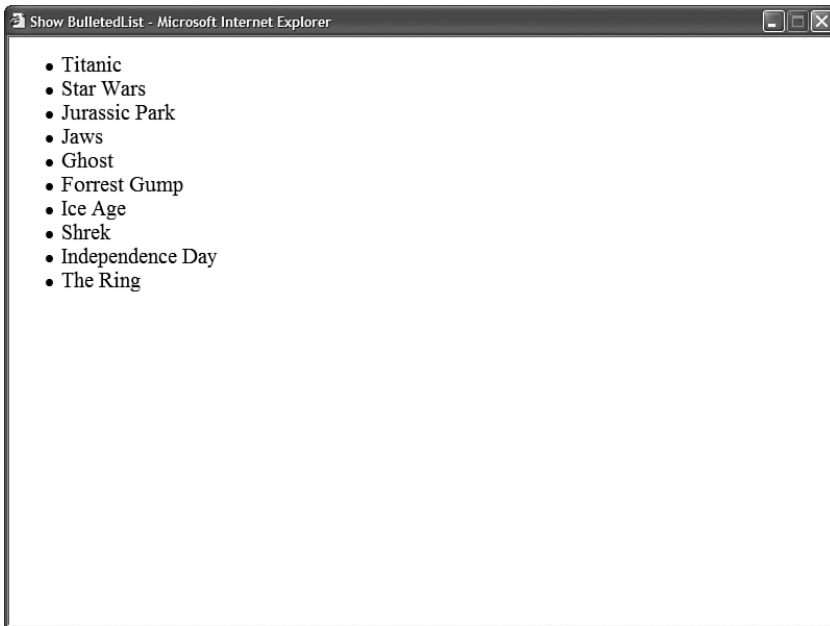 Show BulletedList - Microsoft Internet Explorer
• Titanic
• Star Wars
• Jurassic Park
• Jaws
• Ghost
• Forrest Gump
• Ice Age
• Shrek
• Independence Day
• The Ring